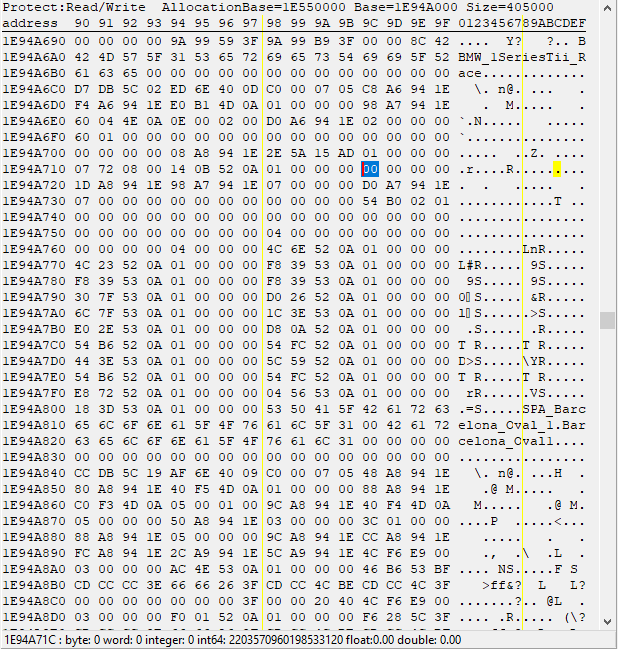 Protect:Read/Write AllocationBase=1E550000 Base=1E94A000 Size=405000
address 90 91 92 93 94 95 96 97 98 99 9A 9B 9C 9D 9E 9F 0123456789ABCDEF
1E94A690 00 00 00 00 9A 99 59 3F 9A 99 B9 3F 00 00 8C 42 .... Y? ?.. B
1E94A6A0 42 4D 57 5F 31 53 65 72 69 65 73 54 69 69 5F 52 BMW_1SeriesTii_R
1E94A6B0 61 63 65 00 00 00 00 00 00 00 00 00 00 00 00 00 ace.............
1E94A6C0 D7 DB 5C 02 ED 6E 40 0D C0 00 07 05 C8 A6 94 1E \. n@. . .
1E94A6D0 F4 A6 94 1E E0 B1 4D 0A 01 00 00 00 98 A7 94 1E . M..... .
1E94A6E0 60 04 4E 0A 0E 00 02 00 D0 A6 94 1E 02 00 00 00 `.N..... .....
1E94A6F0 60 01 00 00 00 00 00 00 00 00 00 00 00 00 00 00 `...............
1E94A700 00 00 00 00 08 A8 94 1E 2E 5A 15 AD 01 00 00 00 ..... ..Z. ....
1E94A710 07 72 08 00 14 0B 52 0A 01 00 00 00 00 00 00 00 .r....R.........
1E94A720 1D A8 94 1E 98 A7 94 1E 07 00 00 00 D0 A7 94 1E . . .... .
1E94A730 07 00 00 00 00 00 00 00 00 00 00 00 54 B0 02 01 ............T ..
1E94A740 00 00 00 00 00 00 00 00 00 00 00 00 00 00 00 00 ................
1E94A750 00 00 00 00 00 00 00 00 04 00 00 00 00 00 00 00 ................
1E94A760 00 00 00 00 04 00 00 00 4C 6E 52 0A 01 00 00 00 ........LnR.....
1E94A770 4C 23 52 0A 01 00 00 00 F8 39 53 0A 01 00 00 00 L#R..... 9S.....
1E94A780 F8 39 53 0A 01 00 00 00 F8 39 53 0A 01 00 00 00 9S..... 9S.....
1E94A790 30 7F 53 0A 01 00 00 00 D0 26 52 0A 01 00 00 00 0▯S..... &R.....
1E94A7A0 6C 7F 53 0A 01 00 00 00 1C 3E 53 0A 01 00 00 00 l▯S......>S.....
1E94A7B0 E0 2E 53 0A 01 00 00 00 D8 0A 52 0A 01 00 00 00 .S..... .R.....
1E94A7C0 54 B6 52 0A 01 00 00 00 54 FC 52 0A 01 00 00 00 T R.....T R.....
1E94A7D0 44 3E 53 0A 01 00 00 00 5C 59 52 0A 01 00 00 00 D>S.....\YR.....
1E94A7E0 54 B6 52 0A 01 00 00 00 54 FC 52 0A 01 00 00 00 T R.....T R.....
1E94A7F0 E8 72 52 0A 01 00 00 00 04 56 53 0A 01 00 00 00 rR......VS.....
1E94A800 18 3D 53 0A 01 00 00 00 53 50 41 5F 42 61 72 63 .=S.....SPA_Barc
1E94A810 65 6C 6F 6E 61 5F 4F 76 61 6C 5F 31 00 42 61 72 elona_Oval_1.Bar
1E94A820 63 65 6C 6F 6E 61 5F 4F 76 61 6C 31 00 00 00 00 celona_Oval1....
1E94A830 00 00 00 00 00 00 00 00 00 00 00 00 00 00 00 00 ................
1E94A840 CC DB 5C 19 AF 6E 40 09 C0 00 07 05 48 A8 94 1E \. n@. ...H .
1E94A850 80 A8 94 1E 40 F5 4D 0A 01 00 00 00 88 A8 94 1E .@ M..... .
1E94A860 C0 F3 4D 0A 05 00 01 00 9C A8 94 1E 40 F4 4D 0A M..... .@ M.
1E94A870 05 00 00 00 50 A8 94 1E 03 00 00 00 3C 01 00 00 ....P .....<...
1E94A880 88 A8 94 1E 05 00 00 00 9C A8 94 1E CC A8 94 1E ..... . .
1E94A890 FC A8 94 1E 2C A9 94 1E 5C A9 94 1E 4C F6 E9 00 ., .\ .L .
1E94A8A0 03 00 00 00 AC 4E 53 0A 01 00 00 00 46 B6 53 BF .... NS.....F S
1E94A8B0 CD CC CC 3E 66 66 26 3F CD CC 4C BE CD CC 4C 3F >ff&? L L?
1E94A8C0 00 00 00 00 00 00 00 3F 00 00 20 40 4C F6 E9 00 .......?.. @L .
1E94A8D0 03 00 00 00 F0 01 52 0A 01 00 00 00 F6 28 5C 3F .... .R..... (\?
1E94A71C : byte: 0 word: 0 integer: 0 int64: 2203570960198533120 float:0.00 double: 0.00